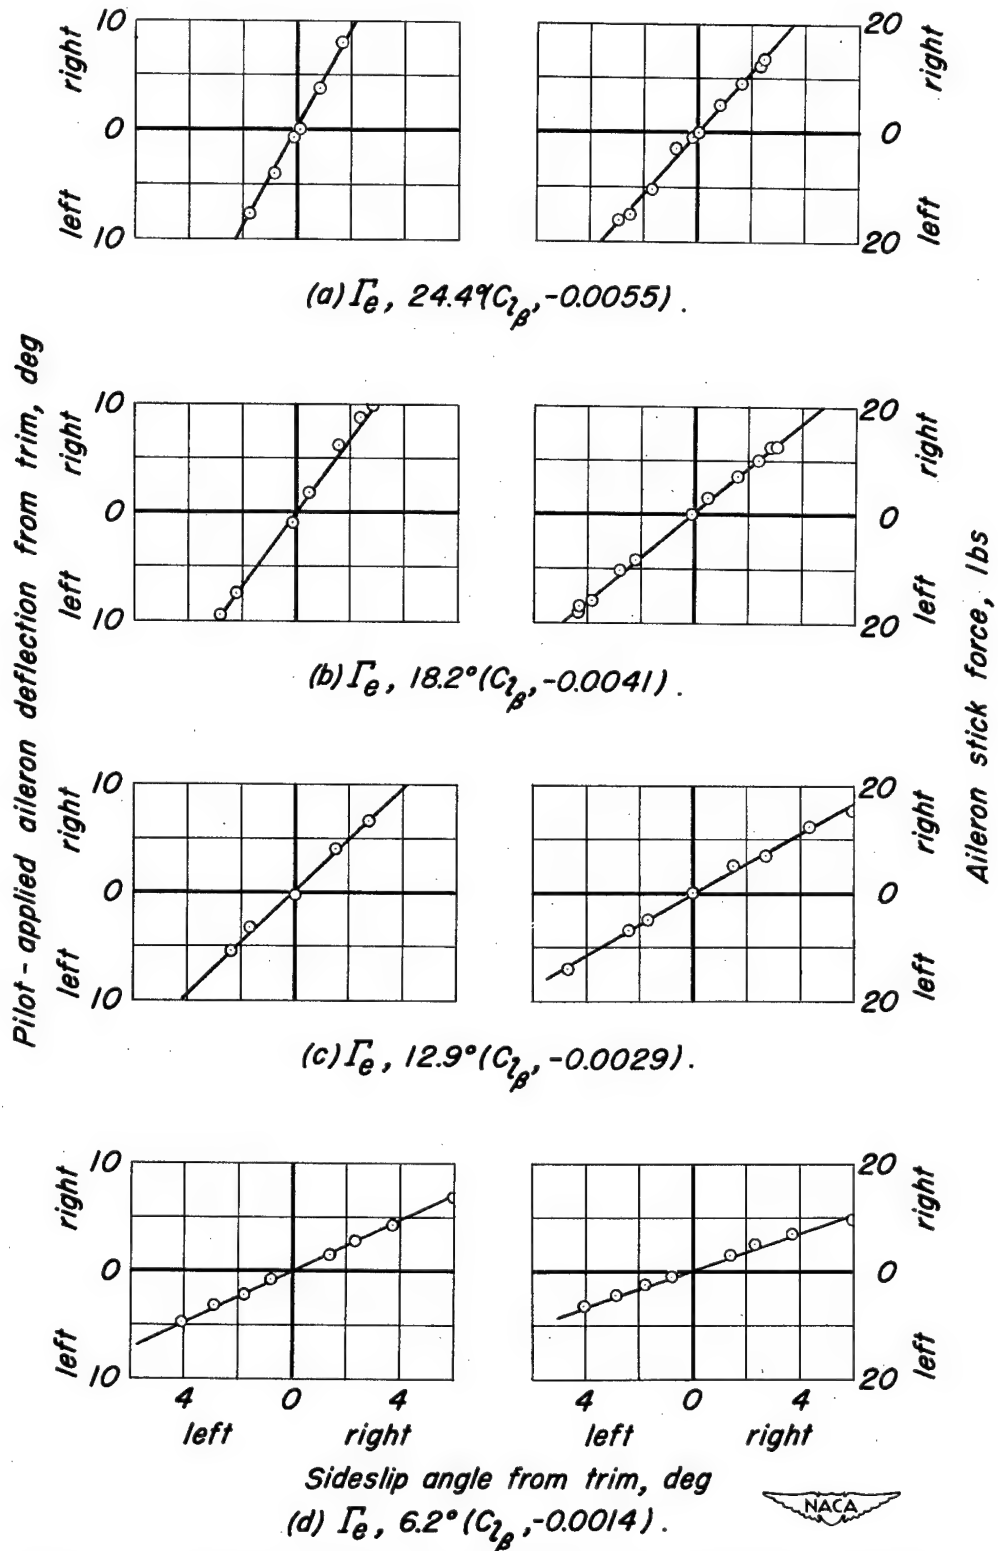 Pilot-applied aileron deflection from trim, deg
Aileron stick force, lbs
10
right
0
left
10
20
right
0
left
20
(a) Γe, 24.4° (Clβ, -0.0055).
10
right
0
left
10
20
right
0
left
20
(b) Γe, 18.2° (Clβ, -0.0041).
10
right
0
left
10
20
right
0
left
20
(c) Γe, 12.9° (Clβ, -0.0029).
10
right
0
left
10
20
right
0
left
20
4 0 4
left right
4 0 4
left right
Sideslip angle from trim, deg
(d) Γe, 6.2° (Clβ, -0.0014).
NACA